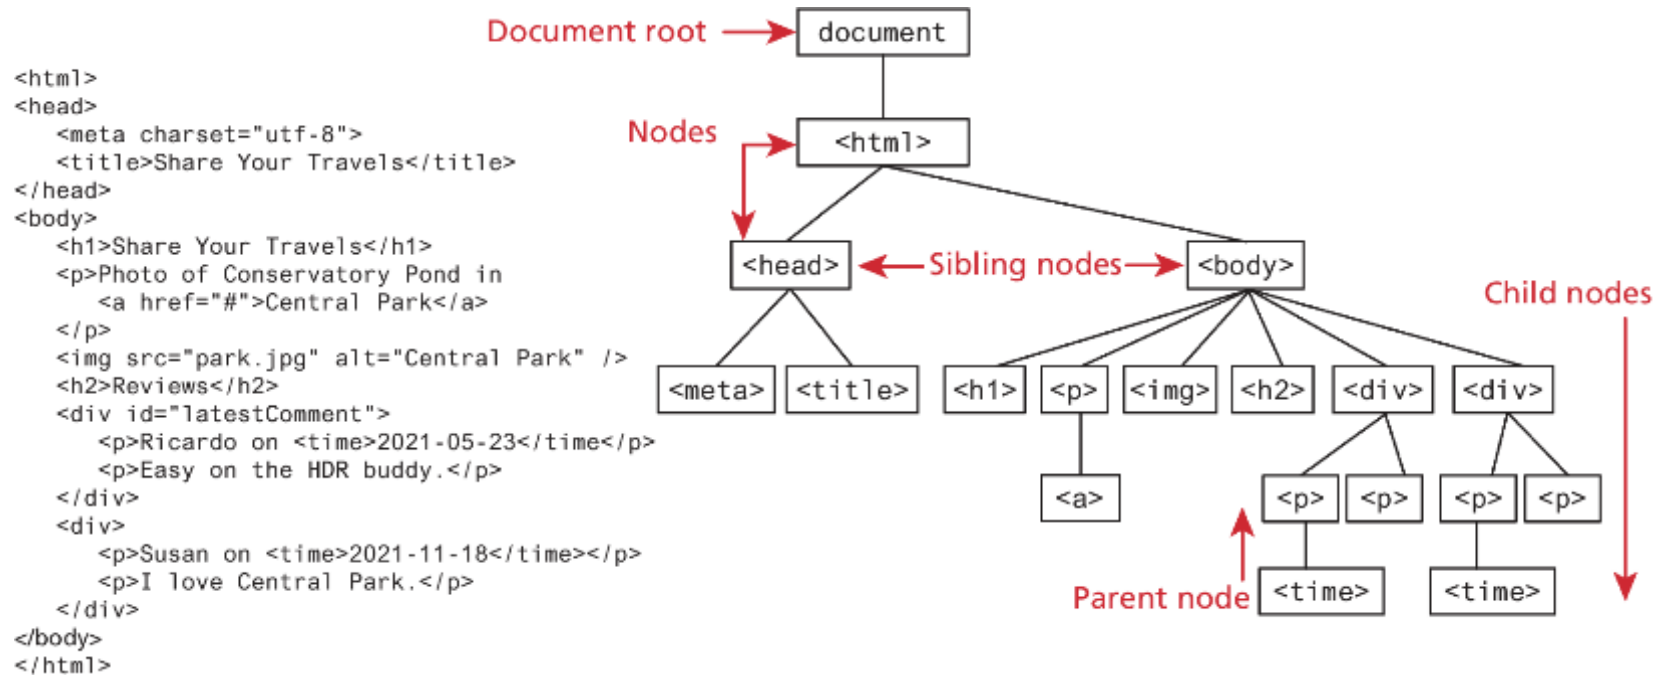 <html>
<head>
<meta charset="utf-8">
<title>Share Your Travels</title>
</head>
<body>
<h1>Share Your Travels</h1>
<p>Photo of Conservatory Pond in
<a href="#">Central Park</a>
</p>
<img src="park.jpg" alt="Central Park" />
<h2>Reviews</h2>
<div id="latestComment">
<p>Ricardo on <time>2021-05-23</time</p>
<p>Easy on the HDR buddy.</p>
</div>
<div>
<p>Susan on <time>2021-11-18</time></p>
<p>I love Central Park.</p>
</div>
</body>
</html>
Document root
document
Nodes
<html>
<head>
Sibling nodes
<body>
Child nodes
<meta>
<title>
<h1>
<p>
<img>
<h2>
<div>
<div>
<a>
<p>
<p>
<p>
<p>
Parent node
<time>
<time>